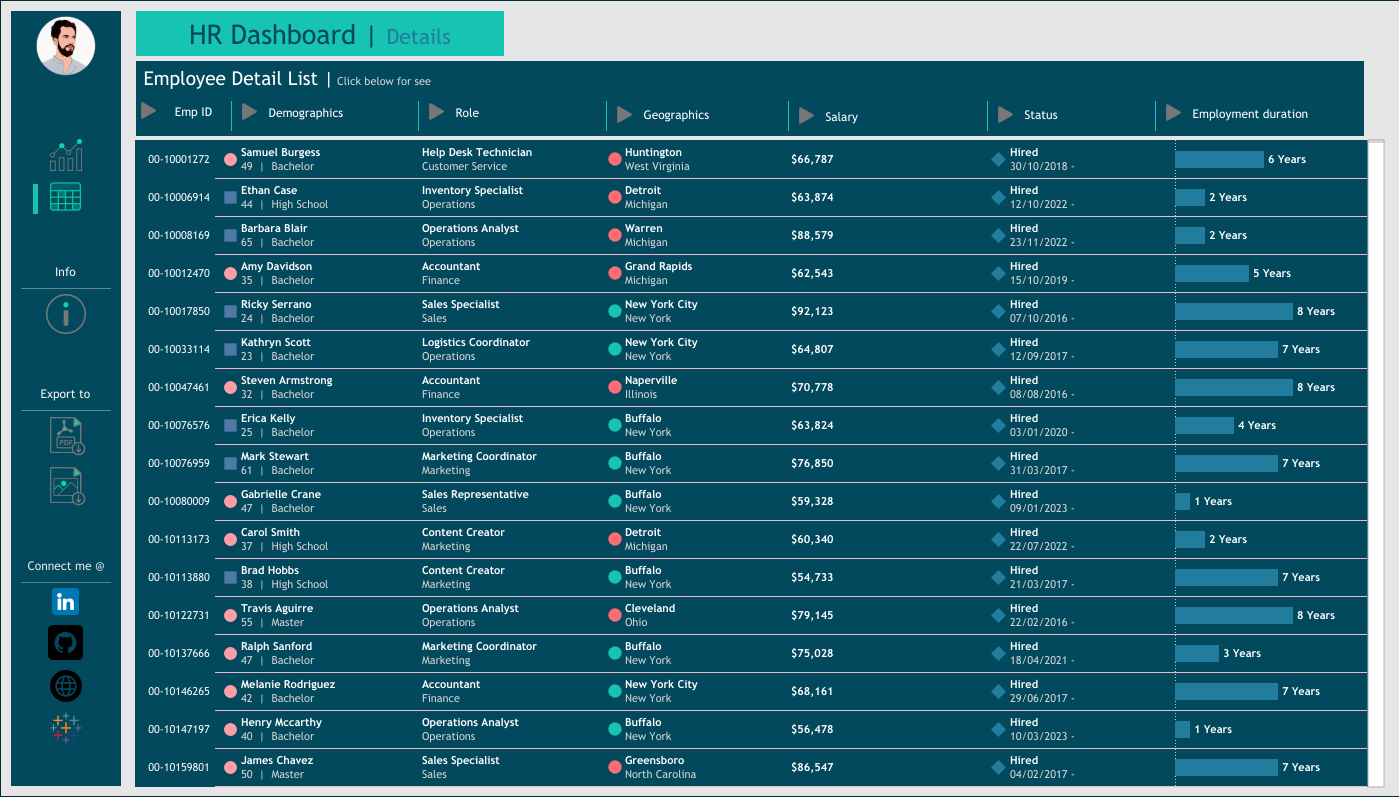 HR Dashboard | Details
Employee Detail List | Click below for see
Emp ID Demographics Role Geographics Salary Status Employment duration
00-10001272 Samuel Burgess Help Desk Technician Huntington $66,787 Hired 6 Years
49 | Bachelor Customer Service West Virginia 30/10/2018 -
00-10006914 Ethan Case Inventory Specialist Detroit $63,874 Hired 2 Years
44 | High School Operations Michigan 12/10/2022 -
00-10008169 Barbara Blair Operations Analyst Warren $88,579 Hired 2 Years
65 | Bachelor Operations Michigan 23/11/2022 -
00-10012470 Amy Davidson Accountant Grand Rapids $62,543 Hired 5 Years
35 | Bachelor Finance Michigan 15/10/2019 -
00-10017850 Ricky Serrano Sales Specialist New York City $92,123 Hired 8 Years
24 | Bachelor Sales New York 07/10/2016 -
00-10033114 Kathryn Scott Logistics Coordinator New York City $64,807 Hired 7 Years
23 | Bachelor Operations New York 12/09/2017 -
00-10047461 Steven Armstrong Accountant Naperville $70,778 Hired 8 Years
32 | Bachelor Finance Illinois 08/08/2016 -
00-10076576 Erica Kelly Inventory Specialist Buffalo $63,824 Hired 4 Years
25 | Bachelor Operations New York 03/01/2020 -
00-10076959 Mark Stewart Marketing Coordinator Buffalo $76,850 Hired 7 Years
61 | Bachelor Marketing New York 31/03/2017 -
00-10080009 Gabrielle Crane Sales Representative Buffalo $59,328 Hired 1 Years
47 | Bachelor Sales New York 09/01/2023 -
00-10113173 Carol Smith Content Creator Detroit $60,340 Hired 2 Years
37 | High School Marketing Michigan 22/07/2022 -
00-10113880 Brad Hobbs Content Creator Buffalo $54,733 Hired 7 Years
38 | High School Marketing New York 21/03/2017 -
00-10122731 Travis Aguirre Operations Analyst Cleveland $79,145 Hired 8 Years
55 | Master Operations Ohio 22/02/2016 -
00-10137666 Ralph Sanford Marketing Coordinator Buffalo $75,028 Hired 3 Years
47 | Bachelor Marketing New York 18/04/2021 -
00-10146265 Melanie Rodriguez Accountant New York City $68,161 Hired 7 Years
42 | Bachelor Finance New York 29/06/2017 -
00-10147197 Henry Mccarthy Operations Analyst Buffalo $56,478 Hired 1 Years
40 | Bachelor Operations New York 10/03/2023 -
00-10159801 James Chavez Sales Specialist Greensboro $86,547 Hired 7 Years
50 | Master Sales North Carolina 04/02/2017 -
Info
Export to
PDF
Connect me @
in